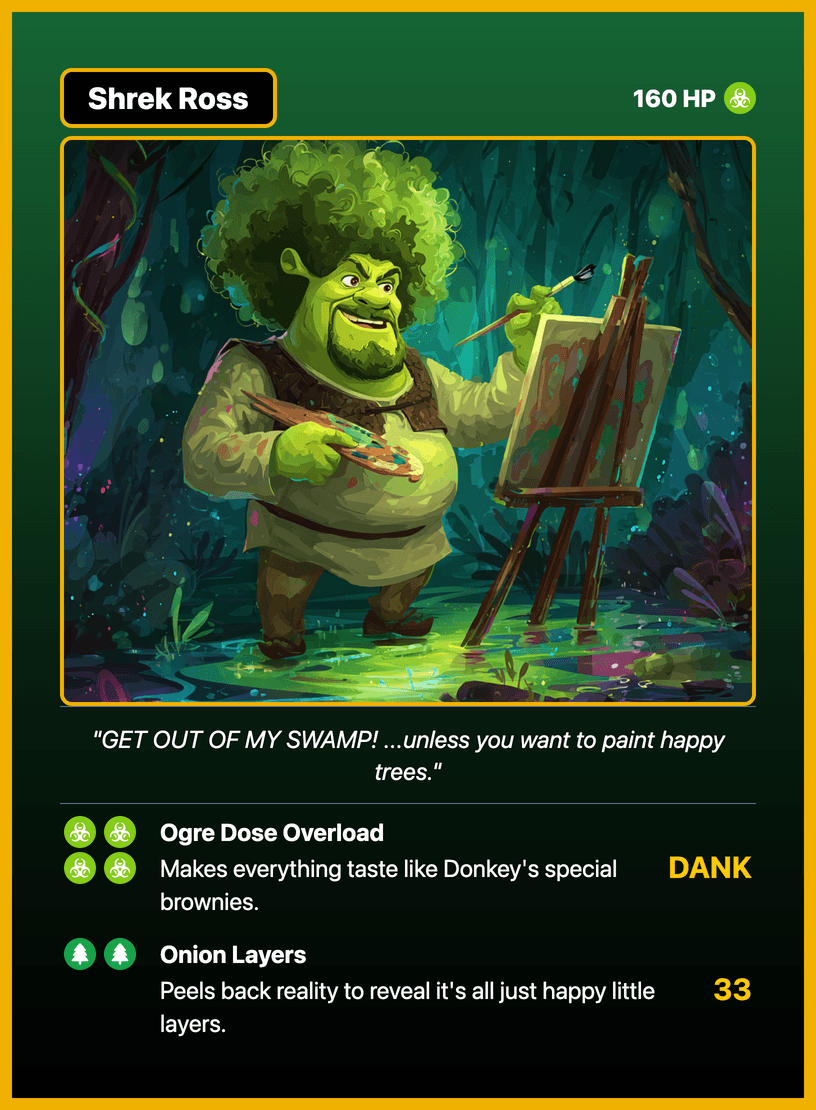 Shrek Ross
160 HP
"GET OUT OF MY SWAMP! ...unless you want to paint happy
trees."
Ogre Dose Overload
Makes everything taste like Donkey's special
brownies.
DANK
Onion Layers
Peels back reality to reveal it's all just happy little
layers.
33